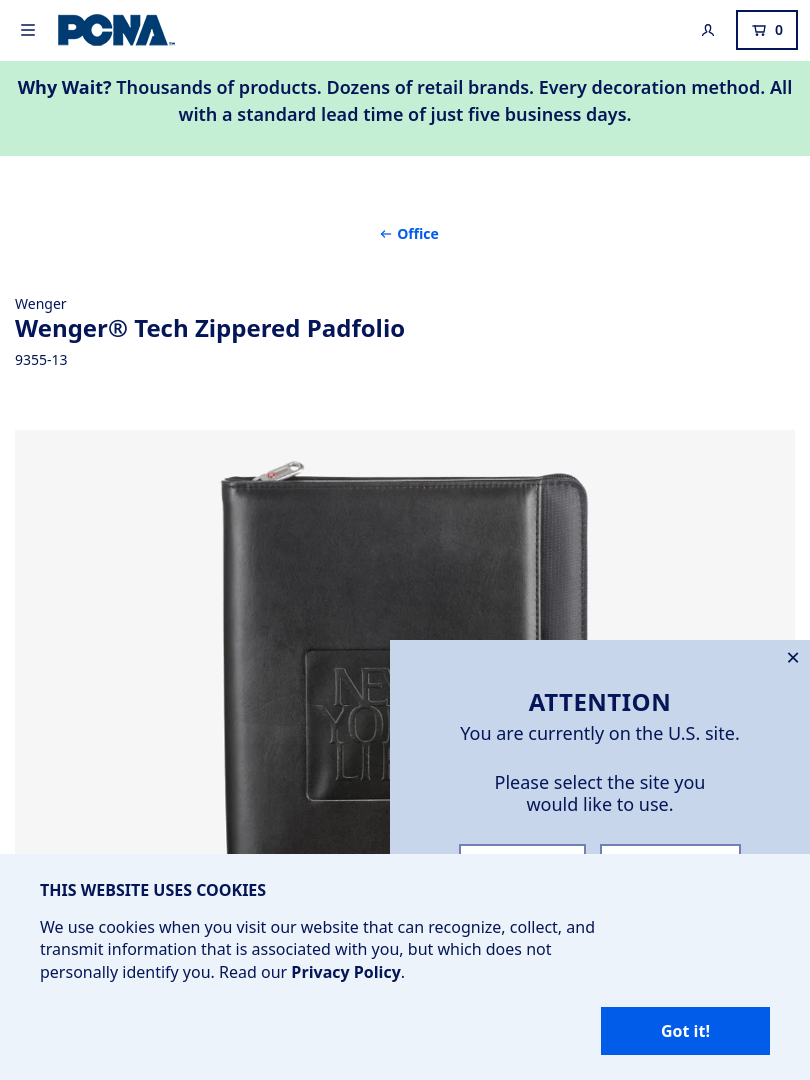 PCNA
0
Why Wait? Thousands of products. Dozens of retail brands. Every decoration method. All
with a standard lead time of just five business days.
← Office
Wenger
Wenger® Tech Zippered Padfolio
9355-13
ATTENTION
You are currently on the U.S. site.
Please select the site you
would like to use.
THIS WEBSITE USES COOKIES
We use cookies when you visit our website that can recognize, collect, and
transmit information that is associated with you, but which does not
personally identify you. Read our Privacy Policy.
Got it!